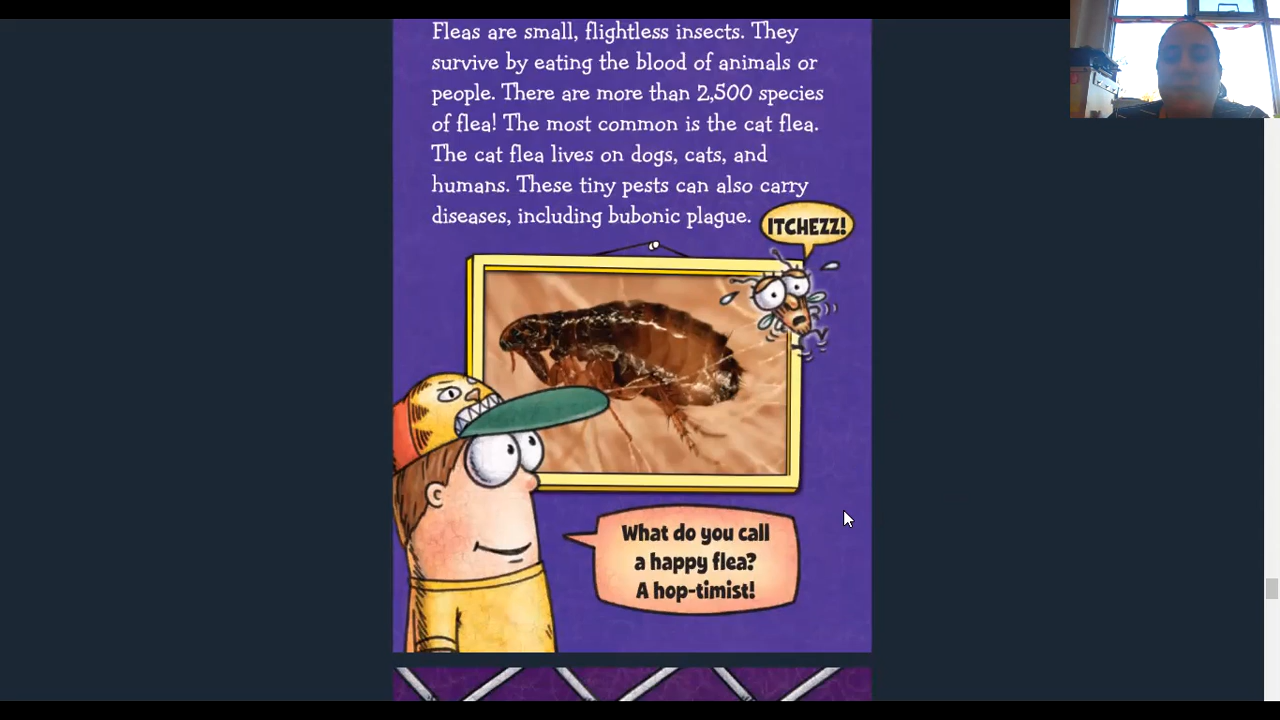 Fleas are small, flightless insects. They
survive by eating the blood of animals or
people. There are more than 2,500 species
of flea! The most common is the cat flea.
The cat flea lives on dogs, cats, and
humans. These tiny pests can also carry
diseases, including bubonic plague.
ITCHEZZ!
What do you call
a happy flea?
A hop-timist!